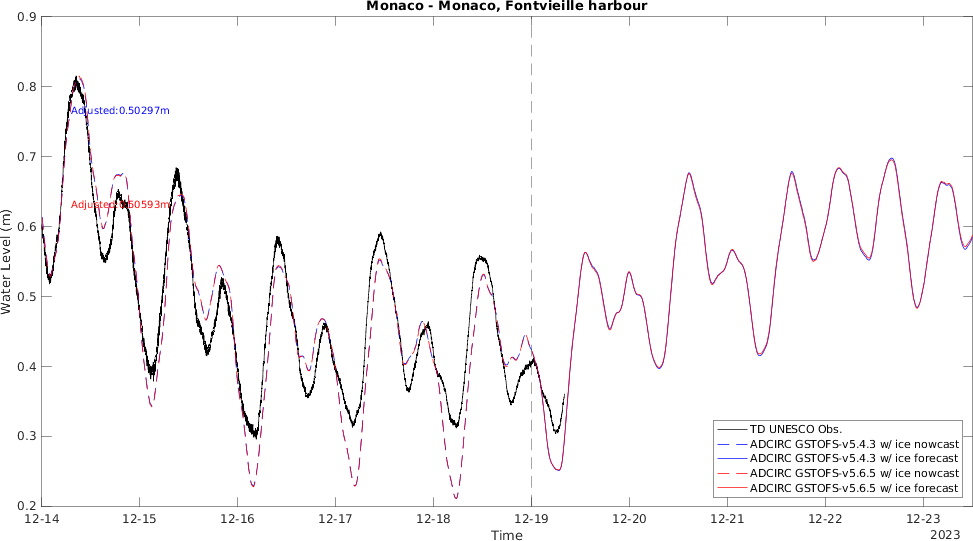 Monaco - Monaco, Fontvieille harbour
0.9
0.8
Adjusted:0.50297m
0.7
Adjusted:0.50593m
0.6
Water Level (m)
0.5
0.4
0.3
0.2
TD UNESCO Obs.
ADCIRC GSTOFS-v5.4.3 w/ ice nowcast
ADCIRC GSTOFS-v5.4.3 w/ ice forecast
ADCIRC GSTOFS-v5.6.5 w/ ice nowcast
ADCIRC GSTOFS-v5.6.5 w/ ice forecast
12-14 12-15 12-16 12-17 12-18 12-19 12-20 12-21 12-22 12-23
Time
2023